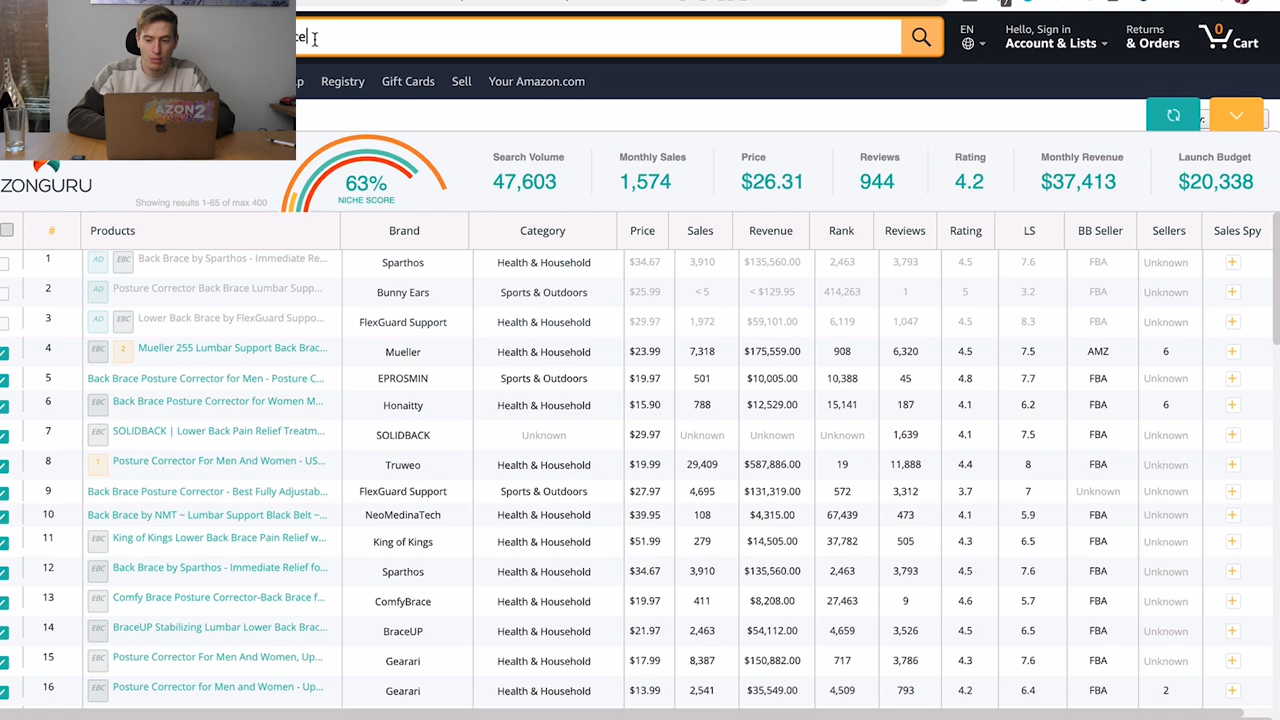 ce
EN
Hello, Sign in
Account & Lists
Returns
& Orders
0
Cart
p Registry Gift Cards Sell Your Amazon.com
AZON2
UNIVERSITY
ZONGURU
Showing results 1-65 of max 400
63%
NICHE SCORE
Search Volume
47,603
Monthly Sales
1,574
Price
$26.31
Reviews
944
Rating
4.2
Monthly Revenue
$37,413
Launch Budget
$20,338
# Products Brand Category Price Sales Revenue Rank Reviews Rating LS BB Seller Sellers Sales Spy
1 AD EBC Back Brace by Sparthos - Immediate Re... Sparthos Health & Household $34.67 3,910 $135,560.00 2,463 3,793 4.5 7.6 FBA Unknown +
2 AD Posture Corrector Back Brace Lumbar Supp... Bunny Ears Sports & Outdoors $25.99 < 5 < $129.95 414,263 1 5 3.2 FBA Unknown +
3 AD EBC Lower Back Brace by FlexGuard Suppo... FlexGuard Support Health & Household $29.97 1,972 $59,101.00 6,119 1,047 4.5 8.3 FBA Unknown +
4 EBC 2 Mueller 255 Lumbar Support Back Brac... Mueller Health & Household $23.99 7,318 $175,559.00 908 6,320 4.5 7.5 AMZ 6 +
5 Back Brace Posture Corrector for Men - Posture C... EPROSMIN Sports & Outdoors $19.97 501 $10,005.00 10,388 45 4.8 7.7 FBA Unknown +
6 EBC Back Brace Posture Corrector for Women M... Honaitty Health & Household $15.90 788 $12,529.00 15,141 187 4.1 6.2 FBA 6 +
7 EBC SOLIDBACK | Lower Back Pain Relief Treatm... SOLIDBACK Unknown $29.97 Unknown Unknown Unknown 1,639 4.1 7.5 FBA Unknown +
8 1 Posture Corrector For Men And Women - US... Truweo Health & Household $19.99 29,409 $587,886.00 19 11,888 4.4 8 FBA Unknown +
9 Back Brace Posture Corrector - Best Fully Adjustab... FlexGuard Support Sports & Outdoors $27.97 4,695 $131,319.00 572 3,312 3.7 7 Unknown Unknown +
10 Back Brace by NMT ~ Lumbar Support Black Belt ~... NeoMedinaTech Health & Household $39.95 108 $4,315.00 67,439 473 4.1 5.9 FBA Unknown +
11 EBC King of Kings Lower Back Brace Pain Relief w... King of Kings Health & Household $51.99 279 $14,505.00 37,782 505 4.3 6.5 FBA Unknown +
12 EBC Back Brace by Sparthos - Immediate Relief fo... Sparthos Health & Household $34.67 3,910 $135,560.00 2,463 3,793 4.5 7.6 FBA Unknown +
13 EBC Comfy Brace Posture Corrector-Back Brace f... ComfyBrace Health & Household $19.97 411 $8,208.00 27,463 9 4.6 5.7 FBA Unknown +
14 EBC BraceUP Stabilizing Lumbar Lower Back Brac... BraceUP Health & Household $21.97 2,463 $54,112.00 4,659 3,526 4.5 6.5 FBA Unknown +
15 EBC Posture Corrector For Men And Women, Up... Gearari Health & Household $17.99 8,387 $150,882.00 717 3,786 4.3 7.6 FBA Unknown +
16 EBC Posture Corrector for Men and Women - Up... Gearari Health & Household $13.99 2,541 $35,549.00 4,509 793 4.2 6.4 FBA 2 +